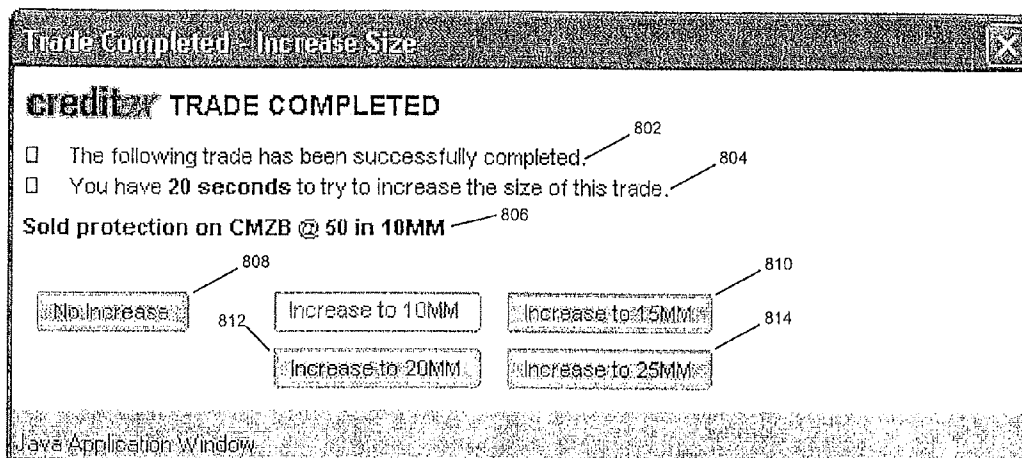 Trade Completed - Increase Size
creditex TRADE COMPLETED
802
The following trade has been successfully completed.
804
You have 20 seconds to try to increase the size of this trade.
806
Sold protection on CMZB @ 50 in 10MM
808
810
No Increase
Increase to 10MM
Increase to 15MM
812
814
Increase to 20MM
Increase to 25MM
Java Application Window